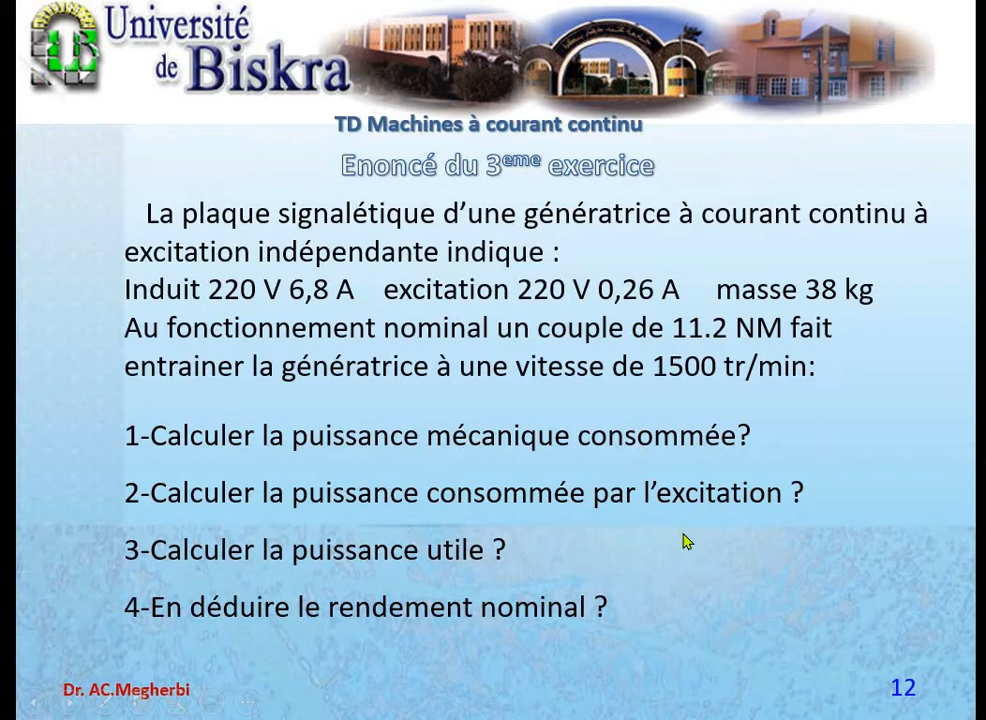 Université
de Biskra
TD Machines à courant continu
Enoncé du 3eme exercice
La plaque signalétique d’une génératrice à courant continu à
excitation indépendante indique :
Induit 220 V 6,8 A excitation 220 V 0,26 A masse 38 kg
Au fonctionnement nominal un couple de 11.2 NM fait
entrainer la génératrice à une vitesse de 1500 tr/min:
1-Calculer la puissance mécanique consommée?
2-Calculer la puissance consommée par l’excitation ?
3-Calculer la puissance utile ?
4-En déduire le rendement nominal ?
Dr. AC.Megherbi
12